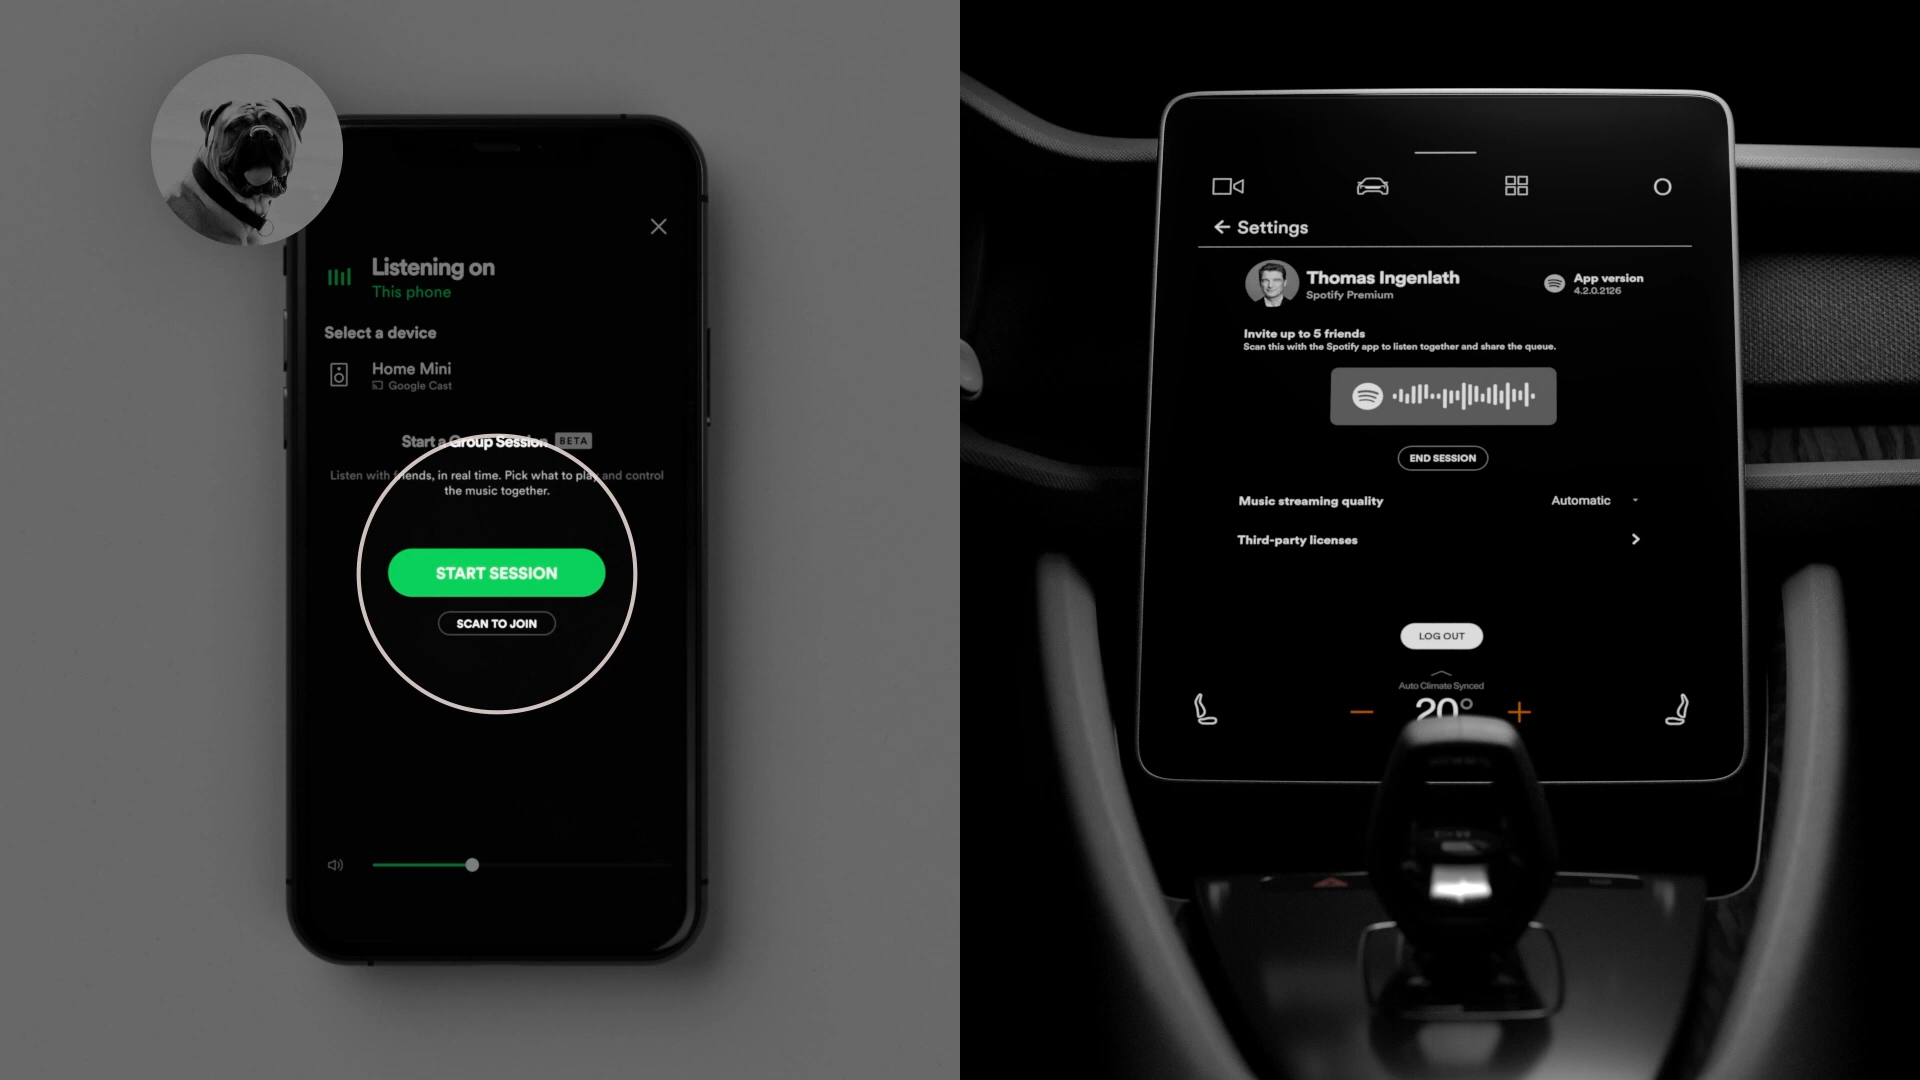 Listening on
This phone
Select a device
Home Mini
Google Cast
Start a Group Session BETA
Listen with friends, in real time. Pick what to play and control
the music together.
START SESSION
SCAN TO JOIN
Settings
Thomas Ingenlath
Spotify Premium
App version
4.2.0.2126
Invite up to 5 friends
Scan this with the Spotify app to listen together and share the queue.
END SESSION
Music streaming quality
Automatic
Third-party licenses
LOG OUT
Auto Climate Synced
20°